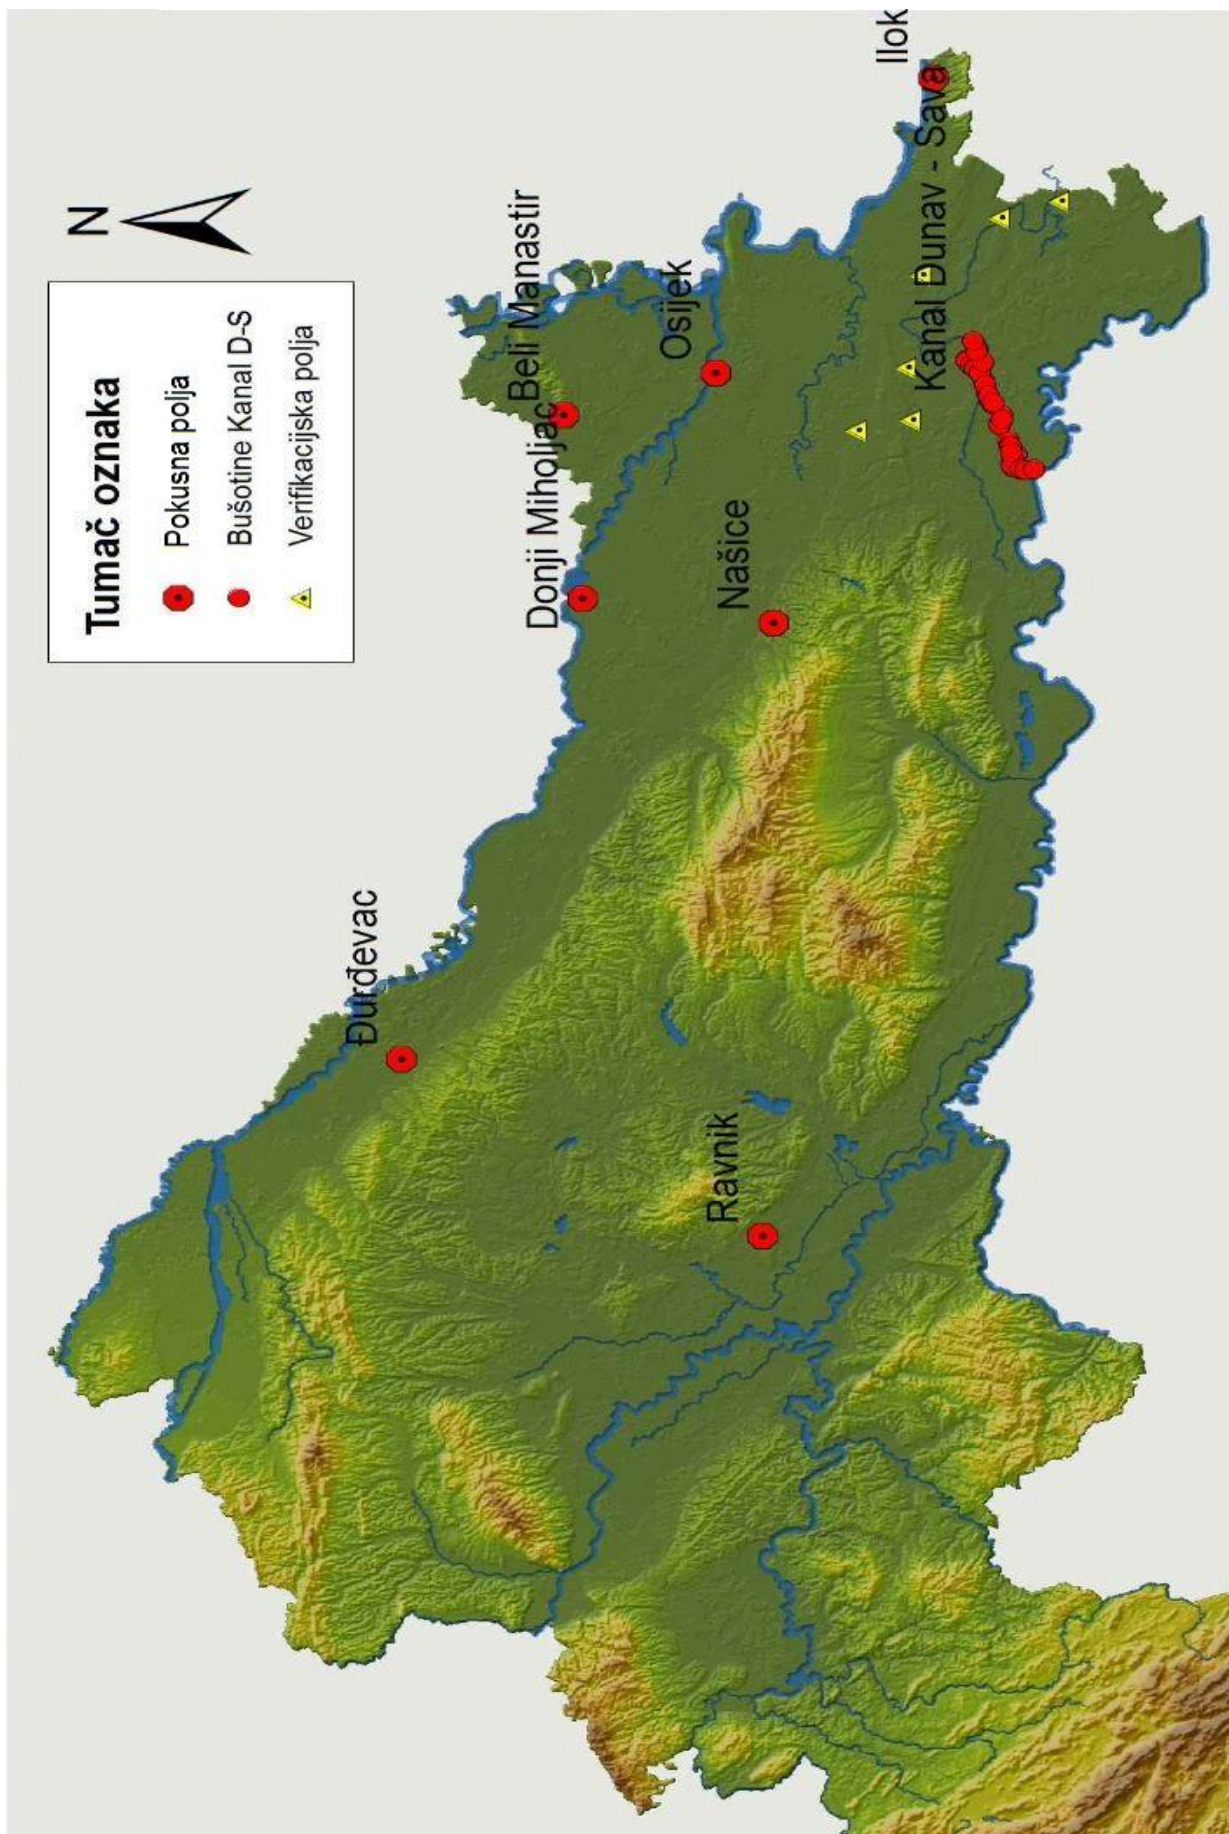 N
Tumač oznaka
Pokusna polja
Bušotine Kanal D-S
Verifikacijska polja
Đurđevac
Donji Miholjac
Beli Manastir
Osijek
Našice
Ravnik
Ilok
Kanal Dunav - Sava